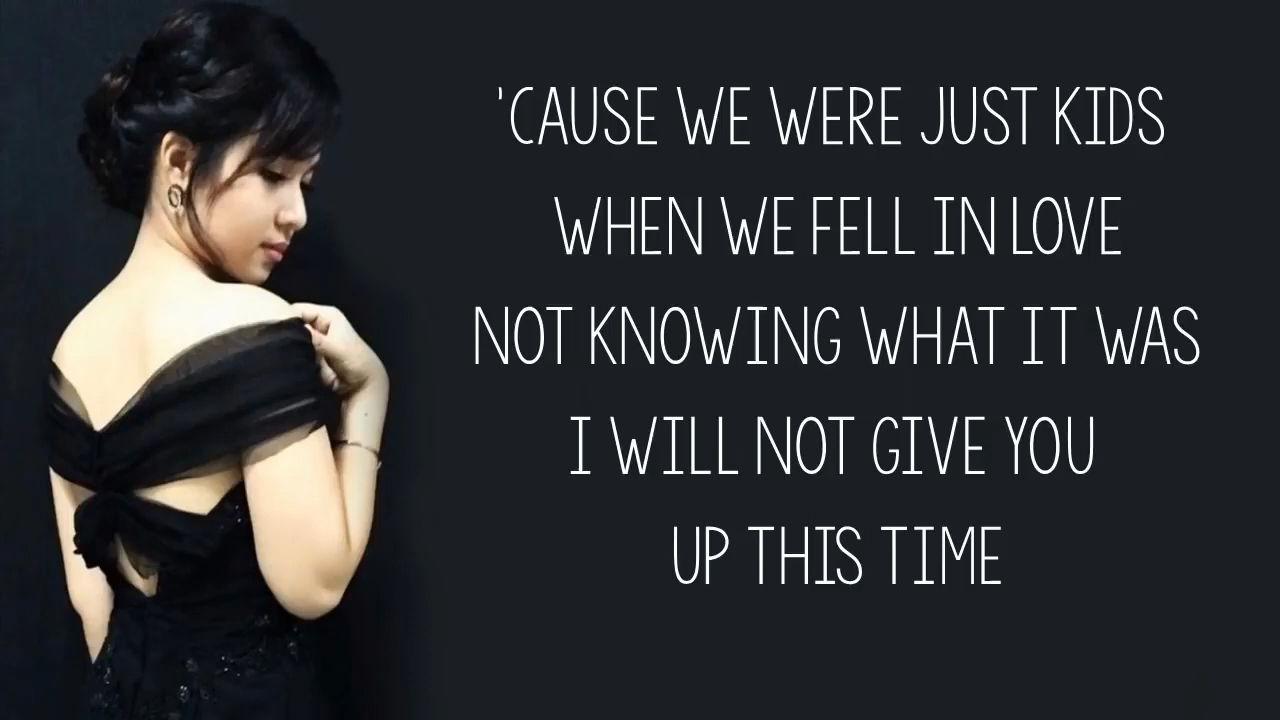 'CAUSE WE WERE JUST KIDS
WHEN WE FELL IN LOVE
NOT KNOWING WHAT IT WAS
I WILL NOT GIVE YOU
UP THIS TIME